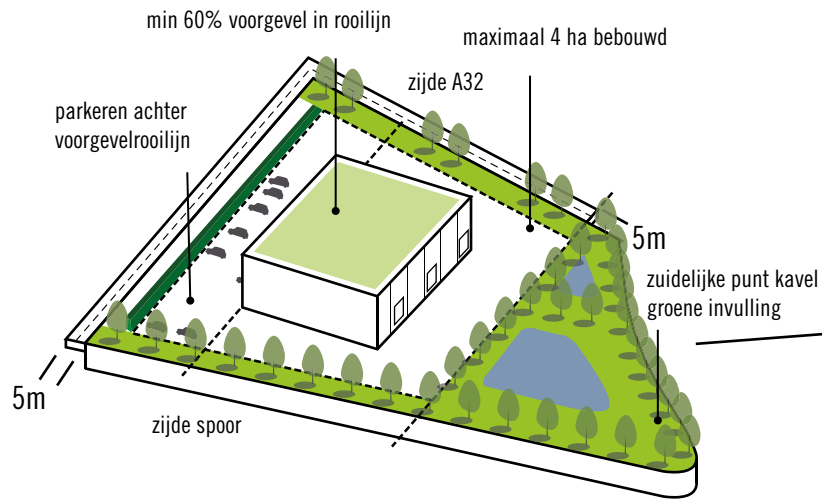 min 60% voorgevel in rooilijn
maximaal 4 ha bebouwd
zijde A32
parkeren achter
voorgevelrooilijn
5m
zuidelijke punt kavel
groene invulling
5m
zijde spoor